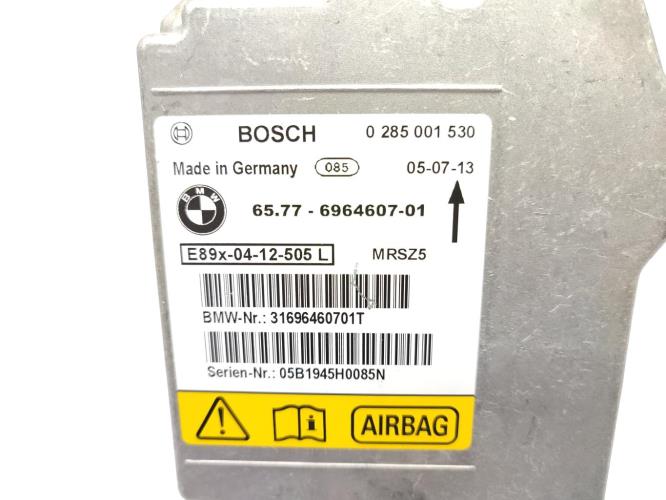 BOSCH 0 285 001 530
Made in Germany 085 05-07-13
BMW 65.77 - 6964607-01
E89x-04-12-505 L MRSZ5
BMW-Nr.: 31696460701T
Serien-Nr.: 05B1945H0085N
AIRBAG